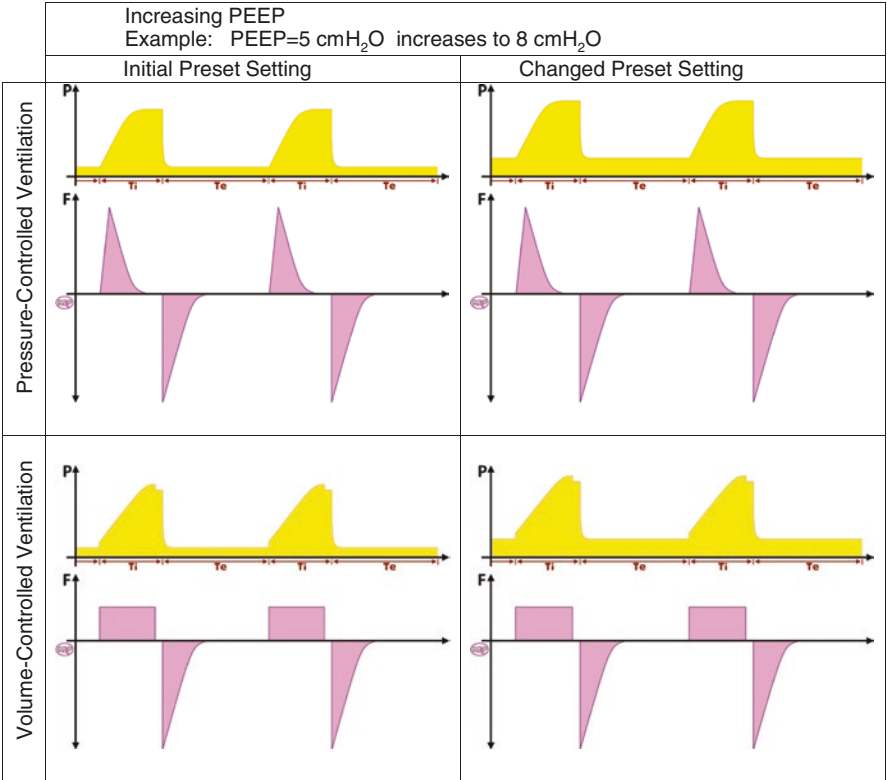 Increasing PEEP
Example: PEEP=5 cmH₂O increases to 8 cmH₂O
Initial Preset Setting
Changed Preset Setting
Pressure-Controlled Ventilation
P
Ti Te Ti Te
F
P
Ti Te Ti Te
F
Volume-Controlled Ventilation
P
Ti Te Ti Te
F
P
Ti Te Ti Te
F